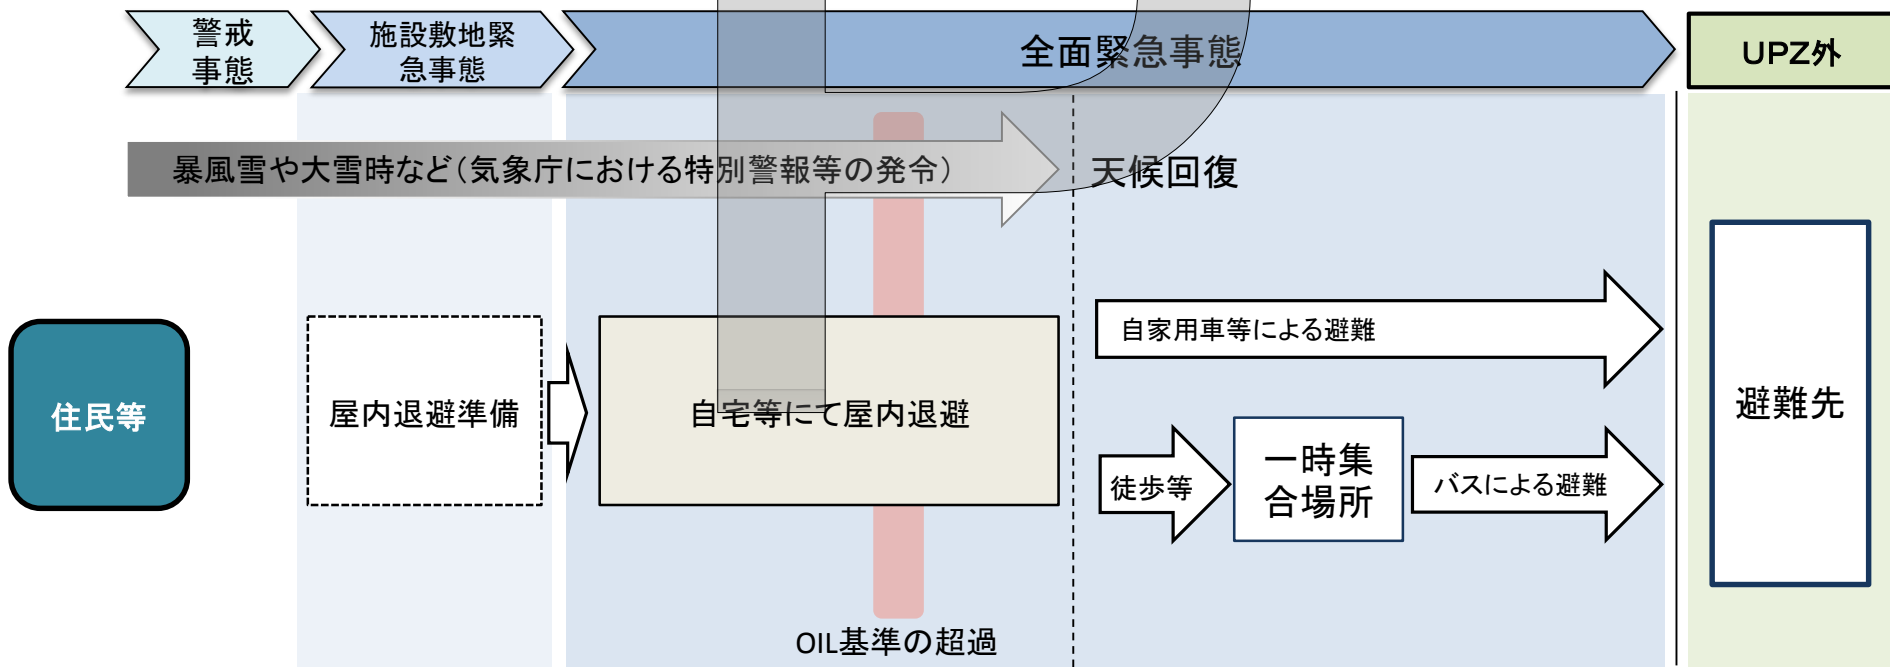 警戒
事態
施設敷地緊
急事態
全面緊急事態
UPZ外
暴風雪や大雪時など(気象庁における特別警報等の発令)
天候回復
自家用車等による避難
住民等
屋内退避準備
自宅等にて屋内退避
徒歩等
一時集
合場所
バスによる避難
避難先
OIL基準の超過